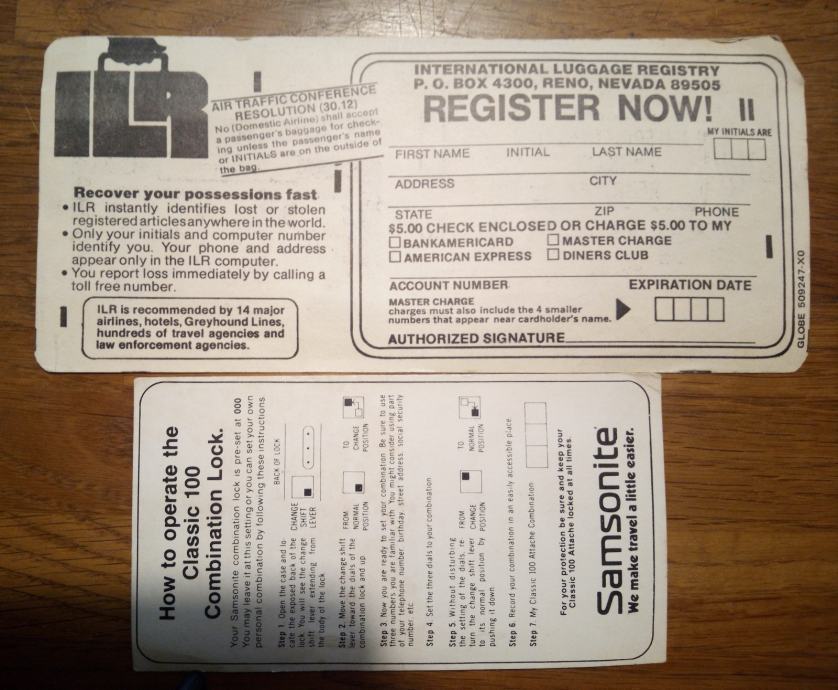 ILR
AIR TRAFFIC CONFERENCE
RESOLUTION (30.12)
No (Domestic Airline) shall accept
a passenger's baggage for check-
ing unless the passenger's name
or INITIALS are on the outside of
the bag.
Recover your possessions fast
• ILR instantly identifies lost or stolen
registered articles anywhere in the world.
• Only your initials and computer number
identify you. Your phone and address
appear only in the ILR computer.
• You report loss immediately by calling a
toll free number.
ILR is recommended by 14 major
airlines, hotels, Greyhound Lines,
hundreds of travel agencies and
law enforcement agencies.
INTERNATIONAL LUGGAGE REGISTRY
P. O. BOX 4300, RENO, NEVADA 89505
REGISTER NOW!
MY INITIALS ARE
FIRST NAME INITIAL LAST NAME
ADDRESS CITY
STATE ZIP PHONE
$5.00 CHECK ENCLOSED OR CHARGE $5.00 TO MY
BANKAMERICARD MASTER CHARGE
AMERICAN EXPRESS DINERS CLUB
ACCOUNT NUMBER EXPIRATION DATE
MASTER CHARGE
charges must also include the 4 smaller
numbers that appear near cardholder's name.
AUTHORIZED SIGNATURE
GLOBE 509247-X0
How to operate the
Classic 100
Combination Lock.
Your Samsonite combination lock is pre-set at 000
You may leave it at this setting or you can set your own
personal combination by following these instructions
Step 1. Open the case and lo-
cate the exposed back of the
lock. You will see the change
shift lever extending from
the body of the lock
BACK OF LOCK
CHANGE
SHIFT
LEVER
Step 2. Move the change shift
lever toward the dials of the
combination lock and up.
FROM
NORMAL
POSITION
TO
CHANGE
POSITION
Step 3. Now you are ready to set your combination. Be sure to use
three numbers you are familiar with. You might consider using part
of your telephone number, birthday, street address, social security
number, etc.
Step 4. Set the three dials to your combination
Step 5. Without disturbing
the setting of the dials, re-
turn the change shift lever
to its normal position by
pushing it down
FROM
CHANGE
POSITION
TO
NORMAL
POSITION
Step 6. Record your combination in an easily accessible place.
Step 7. My Classic 100 Attache Combination
For your protection be sure and keep your
Classic 100 Attache locked at all times.
Samsonite
We make travel a little easier.